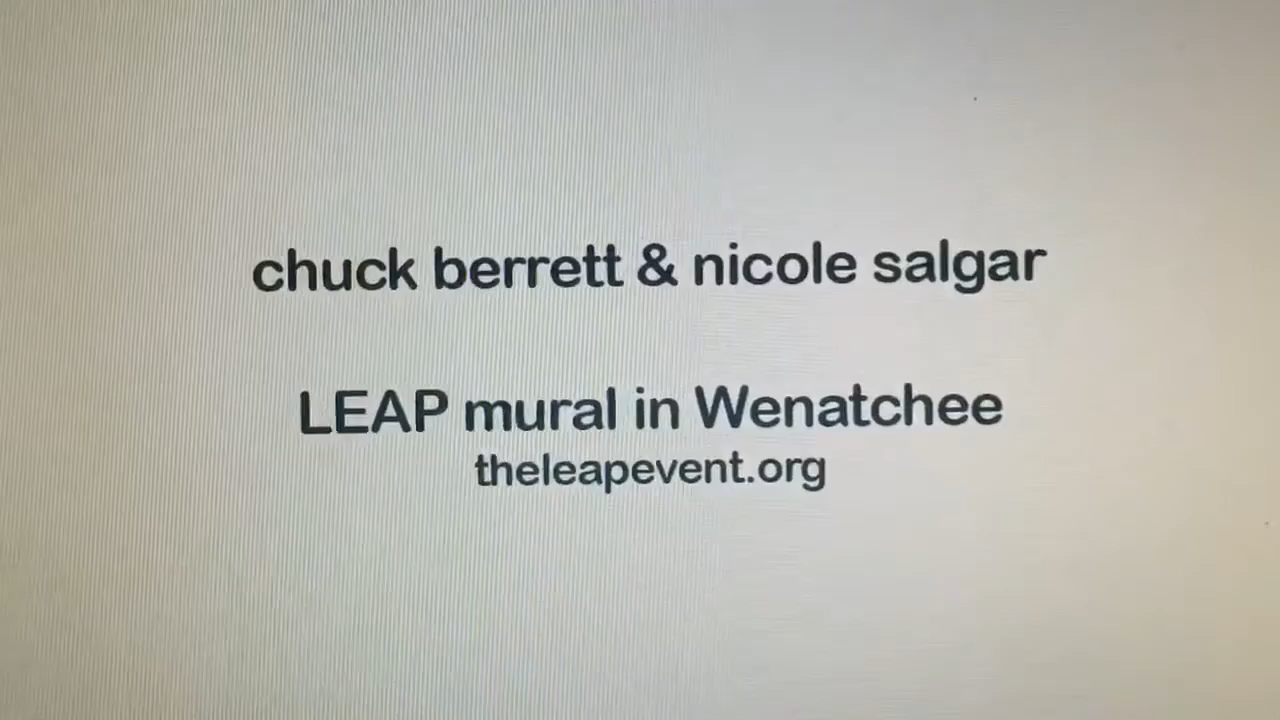 chuck berrett & nicole salgar
LEAP mural in Wenatchee
theleapevent.org